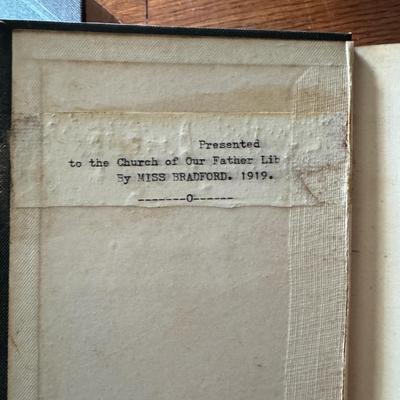 Presented
to the Church of Our Father Lib
By MISS BRADFORD. 1919.
-------0------